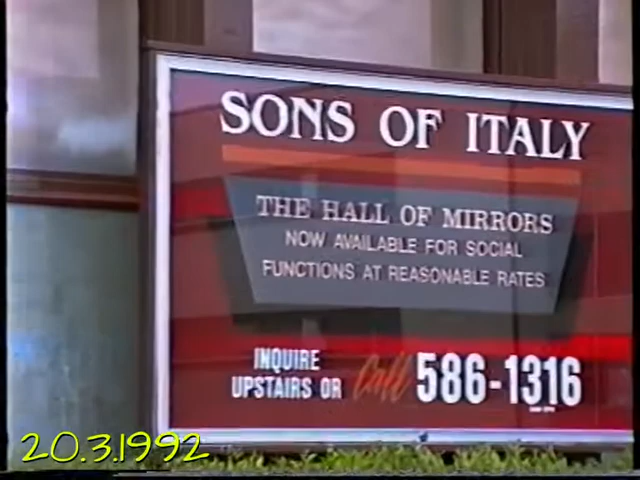 SONS OF ITALY
THE HALL OF MIRRORS
NOW AVAILABLE FOR SOCIAL
FUNCTIONS AT REASONABLE RATES
INQUIRE
UPSTAIRS OR Call 586-1316
20.3.1992